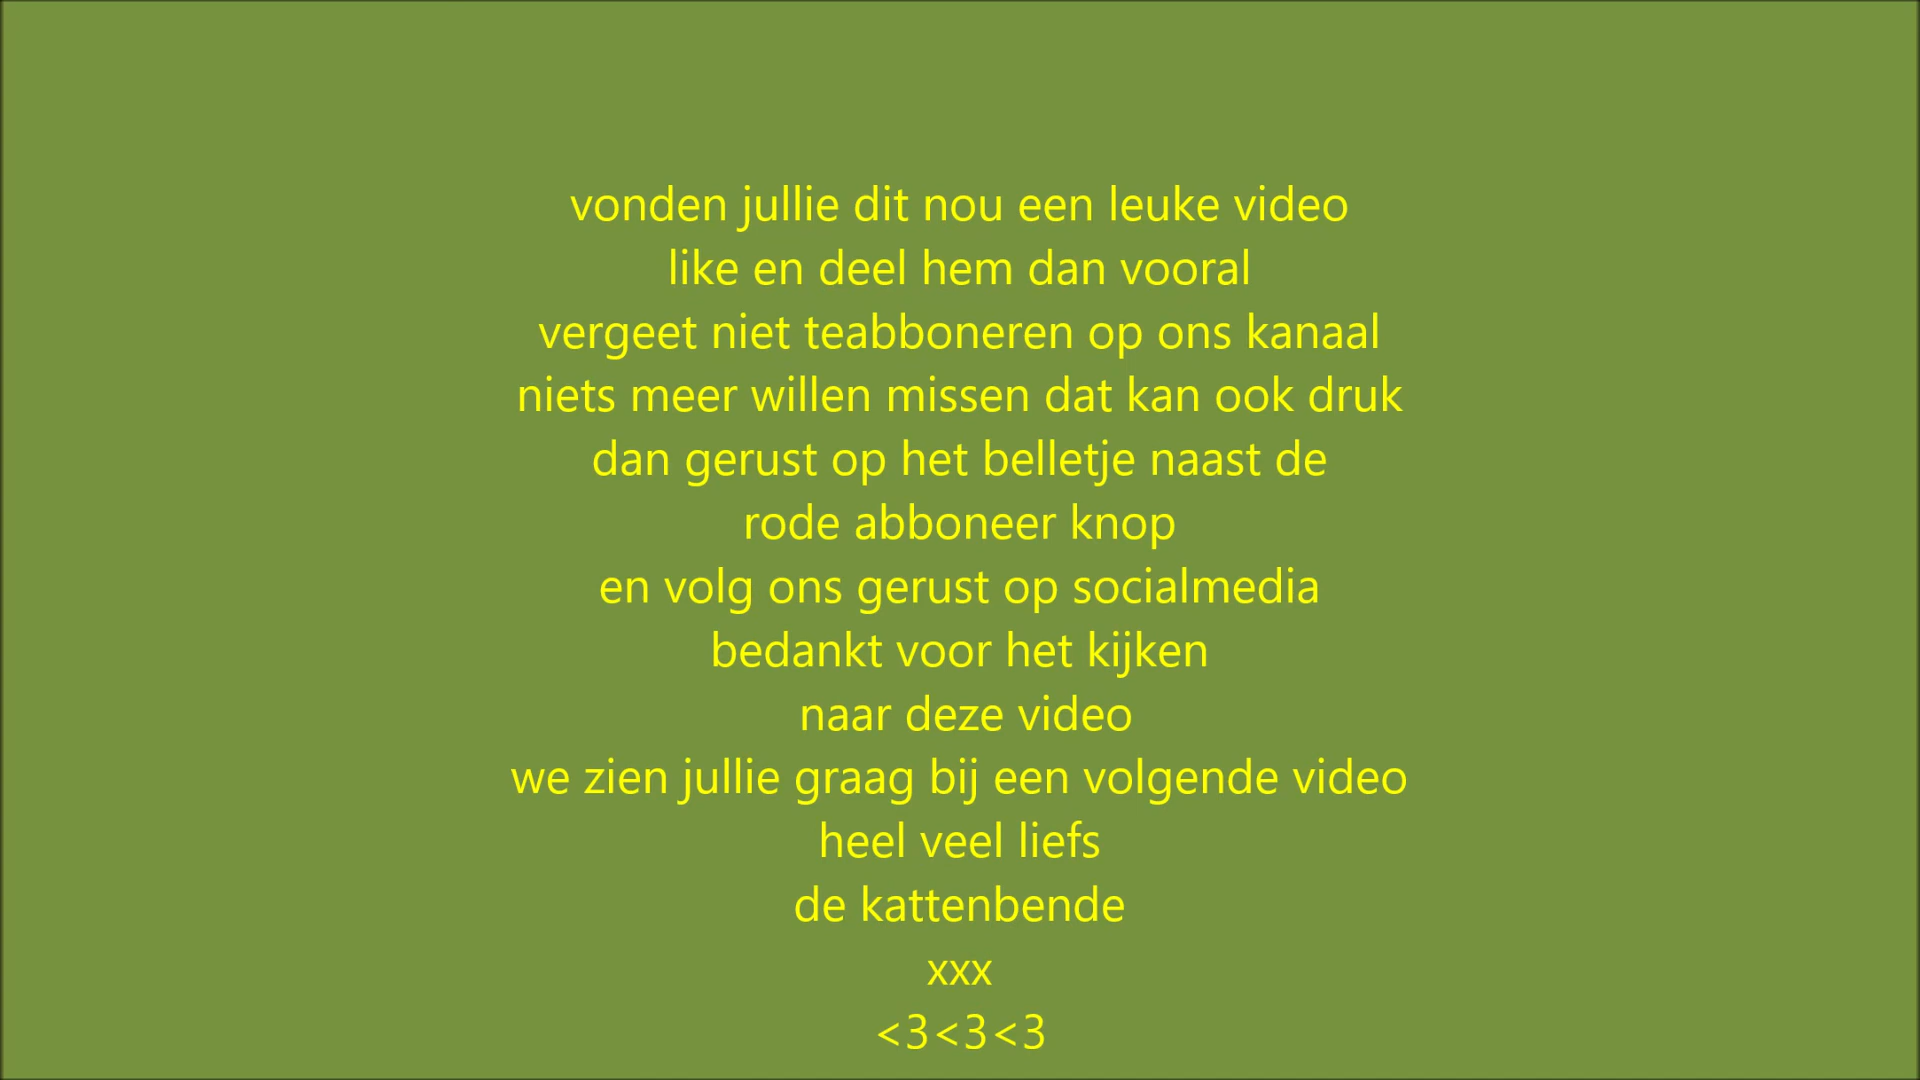 vonden jullie dit nou een leuke video
like en deel hem dan vooral
vergeet niet teabboneren op ons kanaal
niets meer willen missen dat kan ook druk
dan gerust op het belletje naast de
rode abboneer knop
en volg ons gerust op socialmedia
bedankt voor het kijken
naar deze video
we zien jullie graag bij een volgende video
heel veel liefs
de kattenbende
xxx
<3<3<3